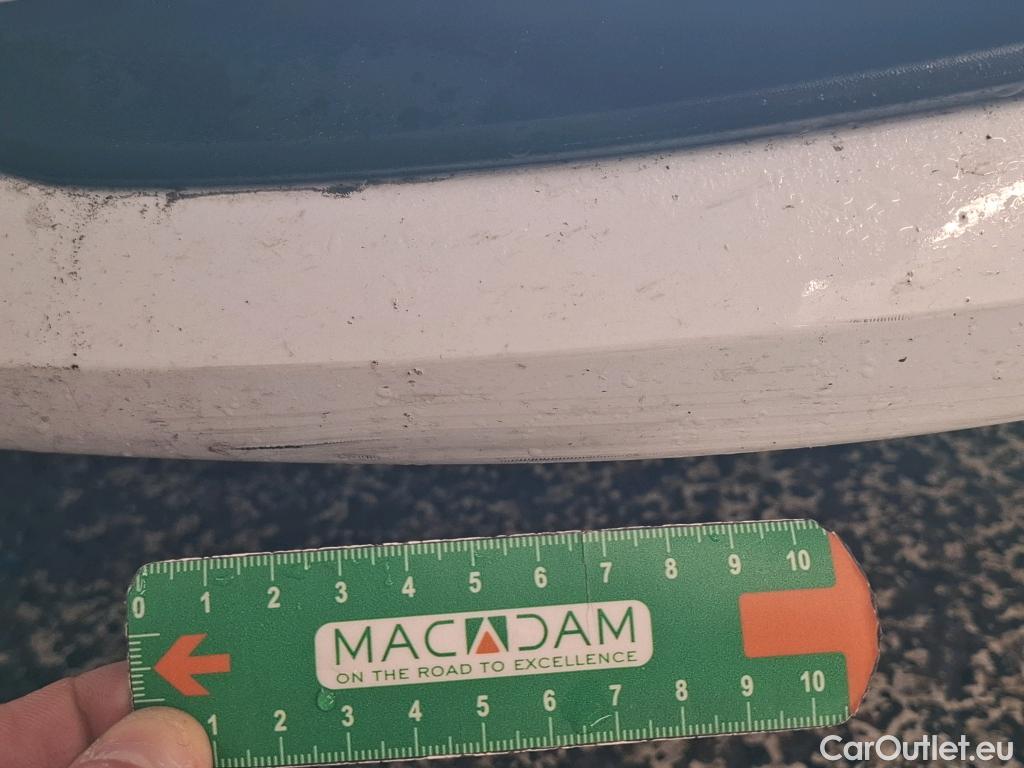 0 1 2 3 4 5 6 7 8 9 10
MACADAM
ON THE ROAD TO EXCELLENCE
1 2 3 4 5 6 7 8 9 10
CarOutlet.eu